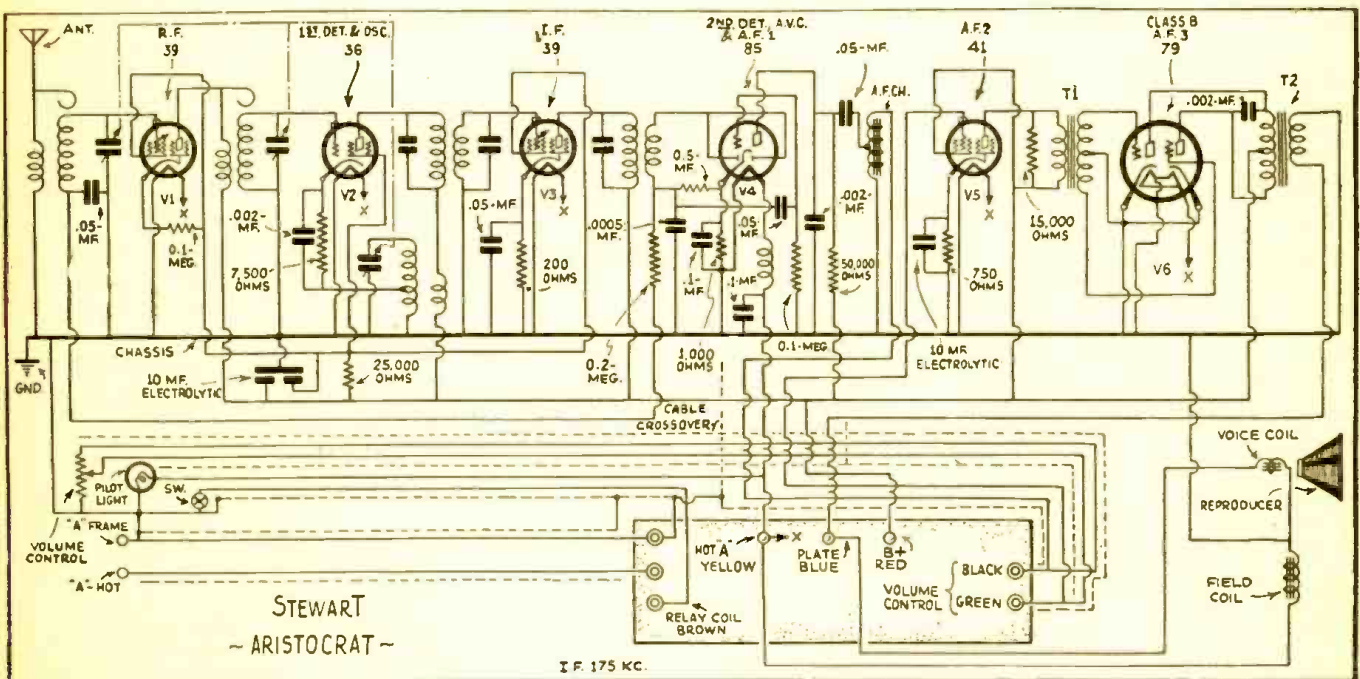 ANT.
R.F.
39
1ST. DET. & OSC.
36
I.F.
39
2ND. DET., A.V.C.
& A.F.1
85
.05-MF.
A.F.CH.
A.F.2
41
T1
CLASS B
A.F.3
79
.002-MF.
T2
V1
X
.05-
MF.
0.1-
MEG.
.002-
MF.
V2
X
7,500-
OHMS
.05-MF
V3
X
200
OHMS
0.5-
MF.
.0005
MF.
V4
X
.05-
MF.
.1-
MF
.1-MF
.002-
MF.
50,000
OHMS
V5
X
750
OHMS
15,000
OHMS
V6
X
CHASSIS
GND.
10 MF.
ELECTROLYTIC
25,000
OHMS
0.2-
MEG.
1,000
OHMS
0.1-MEG
10 MF.
ELECTROLYTIC
CABLE
CROSSOVER
PILOT
LIGHT
SW.
"A" FRAME
VOLUME
CONTROL
"A"-HOT
HOT"A"
YELLOW
X
PLATE
BLUE
B+
RED
BLACK
VOLUME
CONTROL
GREEN
RELAY COIL
BROWN
VOICE COIL
REPRODUCER
FIELD
COIL
STEWART
~ ARISTOCRAT ~
I F. 175 KC.